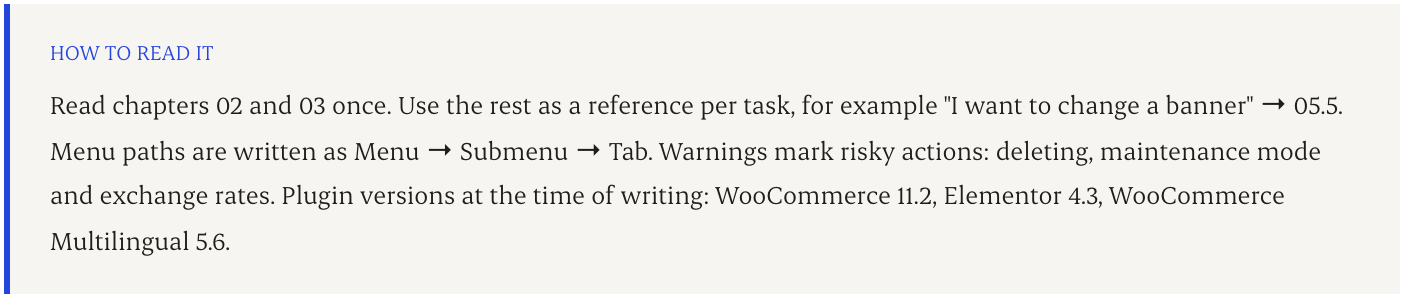 HOW TO READ IT
Read chapters 02 and 03 once. Use the rest as a reference per task, for example "I want to change a banner" → 05.5.
Menu paths are written as Menu → Submenu → Tab. Warnings mark risky actions: deleting, maintenance mode
and exchange rates. Plugin versions at the time of writing: WooCommerce 11.2, Elementor 4.3, WooCommerce
Multilingual 5.6.